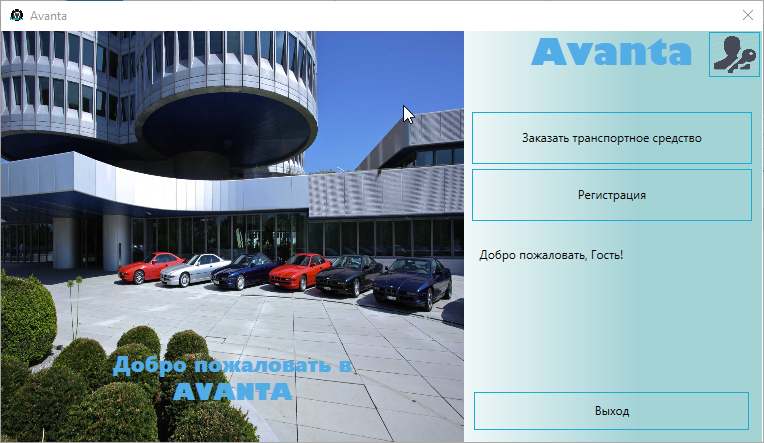 Avanta
Avanta
Заказать транспортное средство
Регистрация
Добро пожаловать, Гость!
Добро пожаловать в
AVANTA
Выход